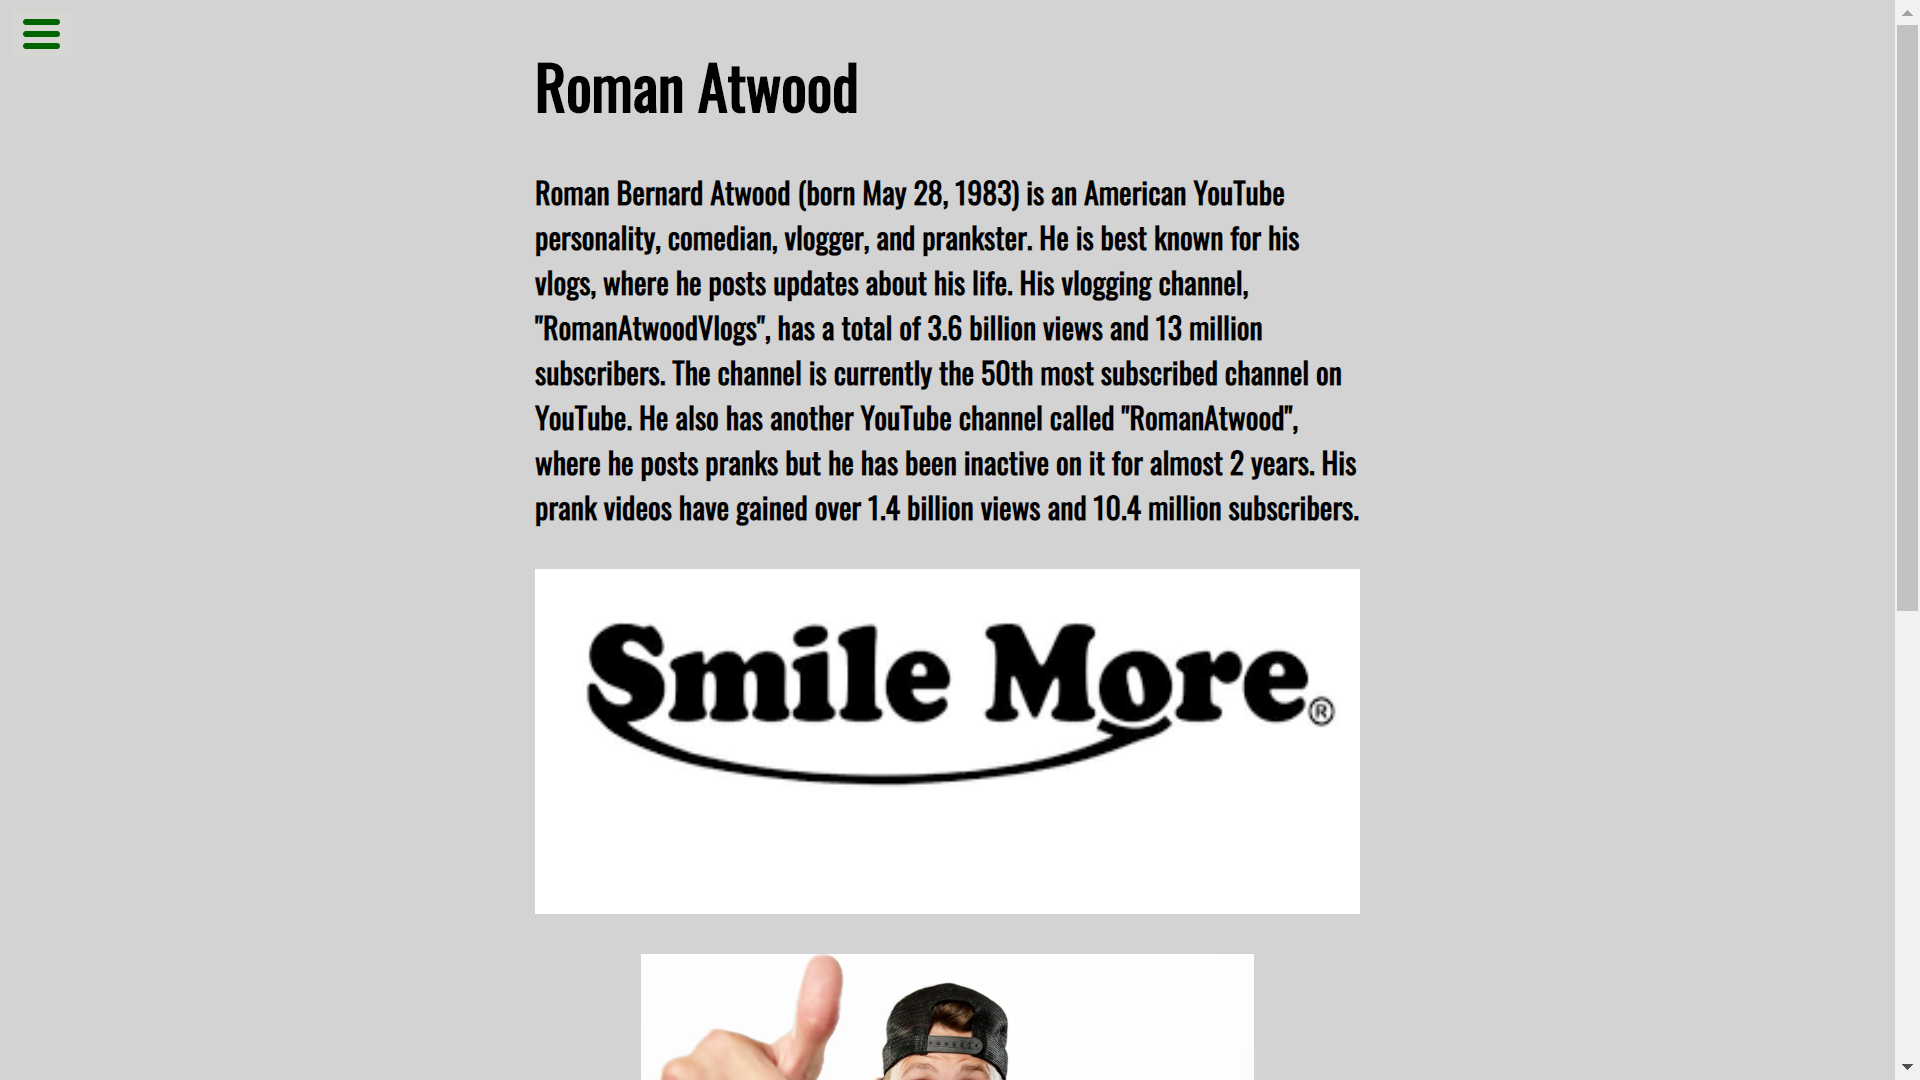 Roman Atwood
Roman Bernard Atwood (born May 28, 1983) is an American YouTube
personality, comedian, vlogger, and prankster. He is best known for his
vlogs, where he posts updates about his life. His vlogging channel,
"RomanAtwoodVlogs", has a total of 3.6 billion views and 13 million
subscribers. The channel is currently the 50th most subscribed channel on
YouTube. He also has another YouTube channel called "RomanAtwood",
where he posts pranks but he has been inactive on it for almost 2 years. His
prank videos have gained over 1.4 billion views and 10.4 million subscribers.
Smile More®